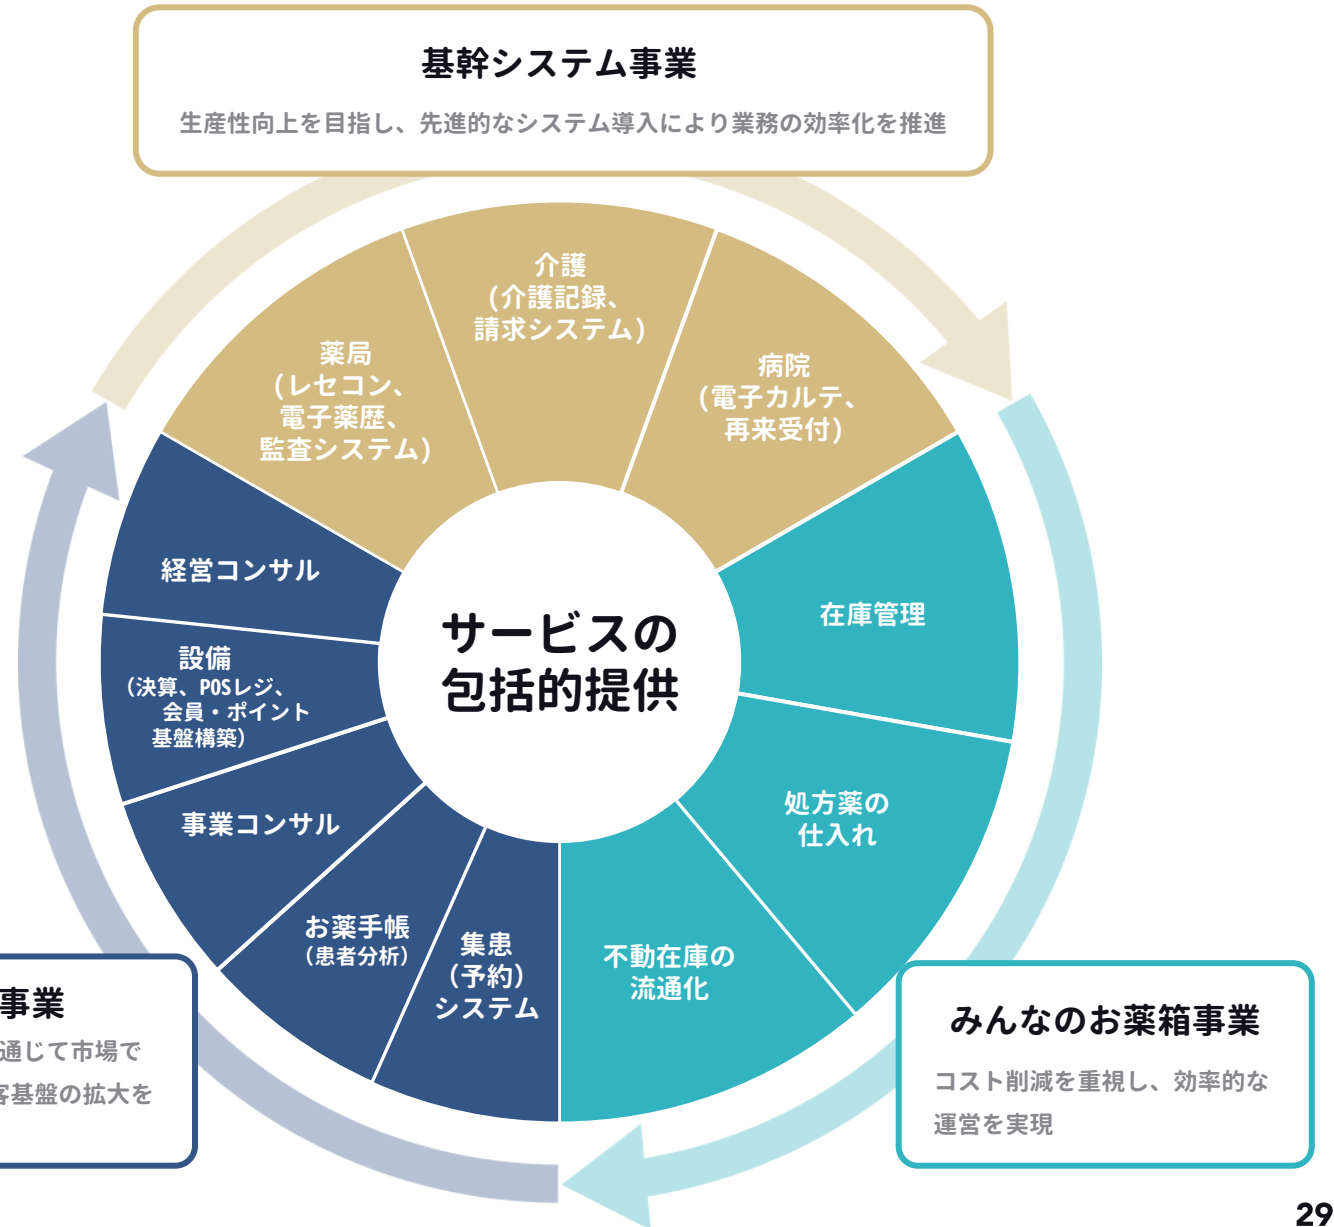 基幹システム事業
生産性向上を目指し、先進的なシステム導入により業務の効率化を推進
介護
(介護記録、
請求システム)
薬局
(レセコン、
電子薬歴、
監査システム)
病院
(電子カルテ、
再来受付)
経営コンサル
設備
(決算、POSレジ、
会員・ポイント
基盤構築)
事業コンサル
お薬手帳
(患者分析)
集患
(予約)
システム
サービスの
包括的提供
在庫管理
処方薬の
仕入れ
不動在庫の
流通化
事業
通じて市場で
客基盤の拡大を
みんなのお薬箱事業
コスト削減を重視し、効率的な
運営を実現
29